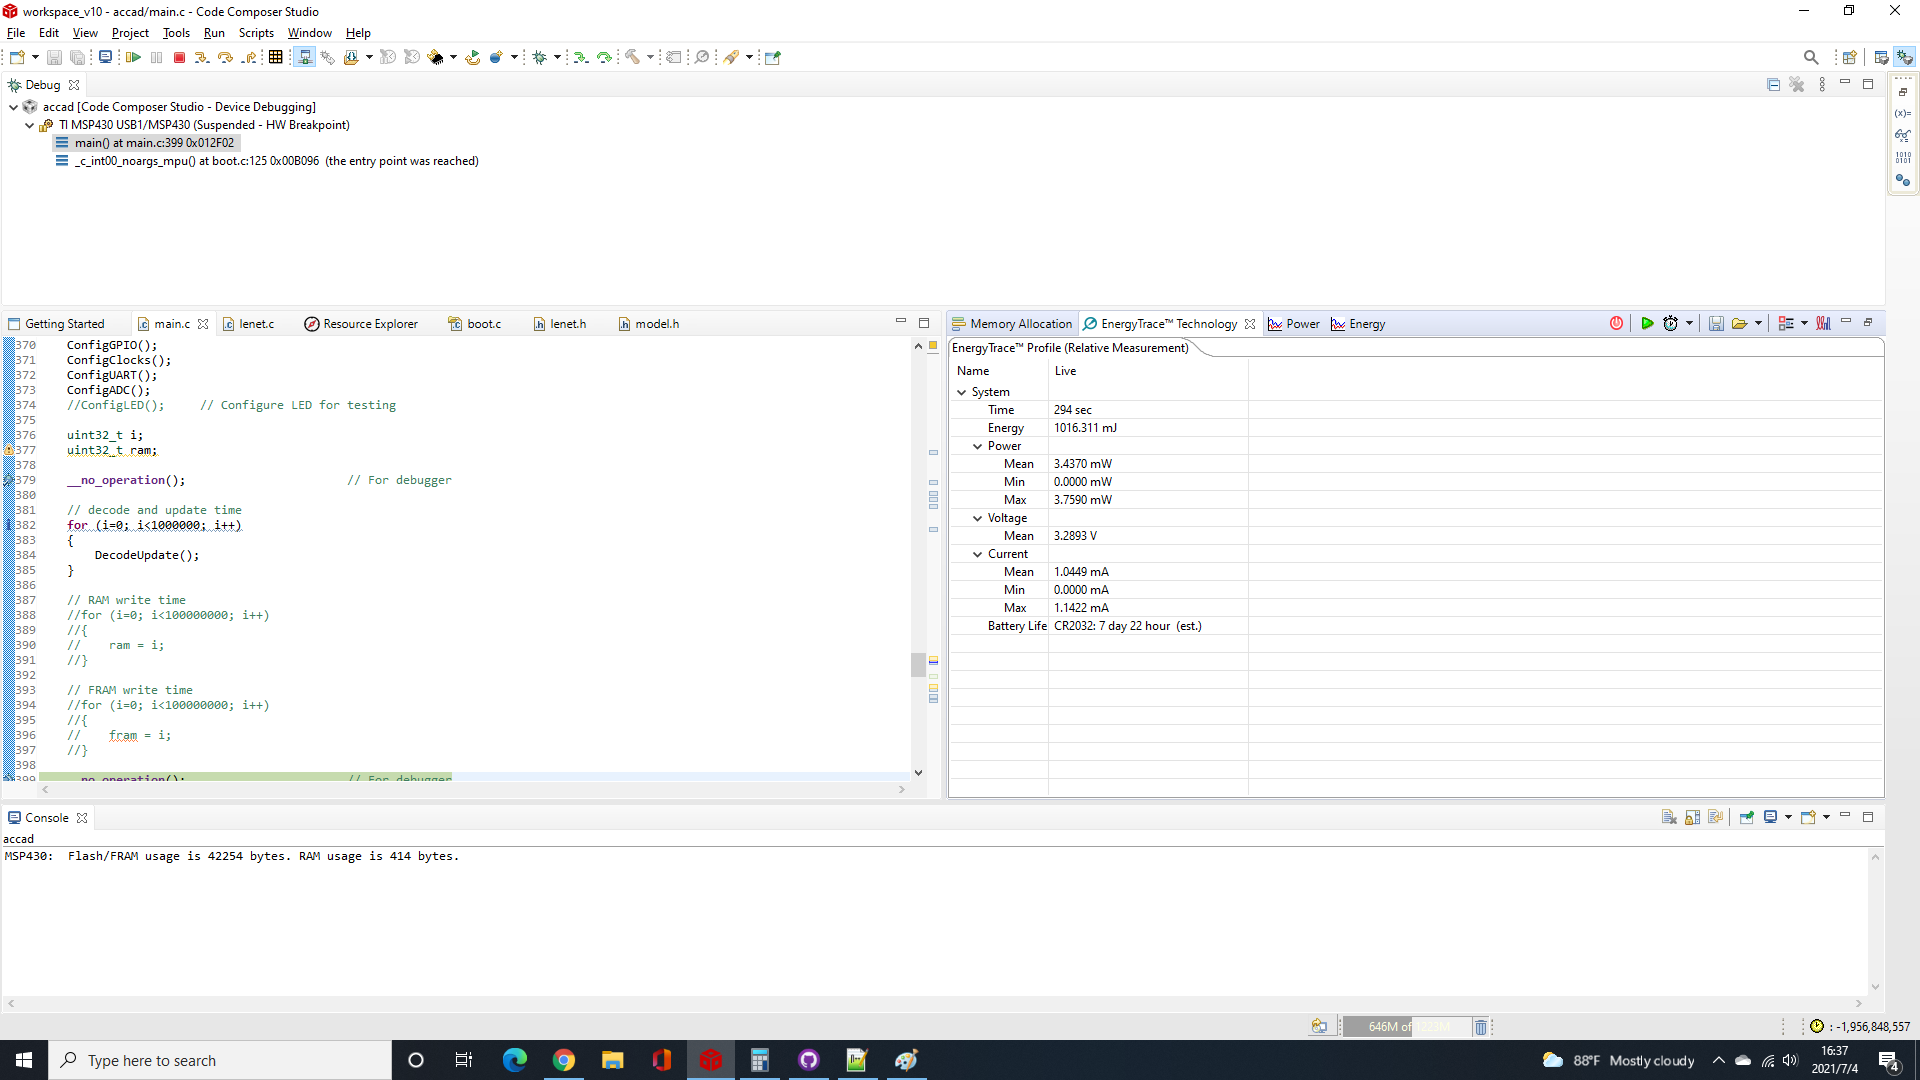 workspace_v10 - accad/main.c - Code Composer Studio
File Edit View Project Tools Run Scripts Window Help
Debug
accad [Code Composer Studio - Device Debugging]
TI MSP430 USB1/MSP430 (Suspended - HW Breakpoint)
main() at main.c:399 0x012F02
_c_int00_noargs_mpu() at boot.c:125 0x00B096 (the entry point was reached)
Getting Started main.c lenet.c Resource Explorer boot.c lenet.h model.h
370 ConfigGPIO();
371 ConfigClocks();
372 ConfigUART();
373 ConfigADC();
374 //ConfigLED(); // Configure LED for testing
375
376 uint32_t i;
377 uint32_t ram;
378
379 __no_operation(); // For debugger
380
381 // decode and update time
382 for (i=0; i<1000000; i++)
383 {
384 DecodeUpdate();
385 }
386
387 // RAM write time
388 //for (i=0; i<100000000; i++)
389 //{
390 // ram = i;
391 //}
392
393 // FRAM write time
394 //for (i=0; i<100000000; i++)
395 //{
396 // fram = i;
397 //}
398
399 __no_operation(); // For debugger
Memory Allocation EnergyTrace™ Technology Power Energy
EnergyTrace™ Profile (Relative Measurement)
Name Live
System
Time 294 sec
Energy 1016.311 mJ
Power
Mean 3.4370 mW
Min 0.0000 mW
Max 3.7590 mW
Voltage
Mean 3.2893 V
Current
Mean 1.0449 mA
Min 0.0000 mA
Max 1.1422 mA
Battery Life CR2032: 7 day 22 hour (est.)
Console
accad
MSP430: Flash/FRAM usage is 42254 bytes. RAM usage is 414 bytes.
646M of
: -1,956,848,557
Type here to search
88°F Mostly cloudy
16:37
2021/7/4
4